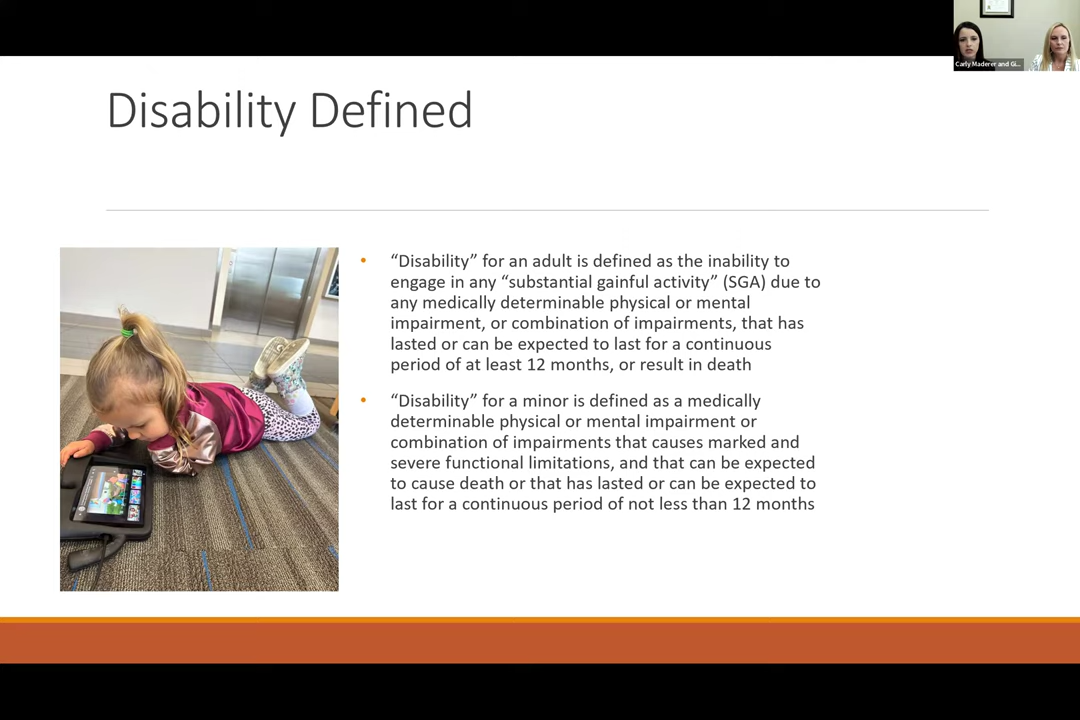 Carly Maderer and Gi...
Disability Defined
• “Disability” for an adult is defined as the inability to
engage in any “substantial gainful activity” (SGA) due to
any medically determinable physical or mental
impairment, or combination of impairments, that has
lasted or can be expected to last for a continuous
period of at least 12 months, or result in death
• “Disability” for a minor is defined as a medically
determinable physical or mental impairment or
combination of impairments that causes marked and
severe functional limitations, and that can be expected
to cause death or that has lasted or can be expected to
last for a continuous period of not less than 12 months